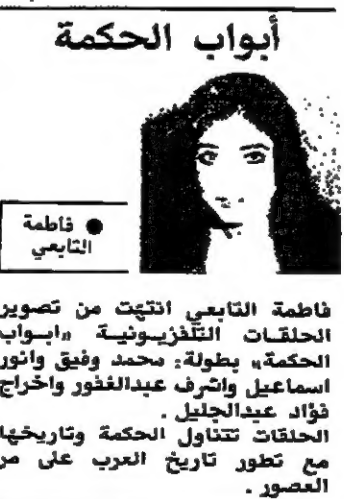 أبواب الحكمة
● فاطمة
التابعي
فاطمة التابعي انتهت من تصوير
الحلقات التلفزيونية «ابواب
الحكمة» بطولة: محمد وفيق وانور
اسماعيل واشرف عبدالغفور واخراج
فؤاد عبدالجليل .
الحلقات تتناول الحكمة وتاريخها
مع تطور تاريخ العرب على مر
العصور .